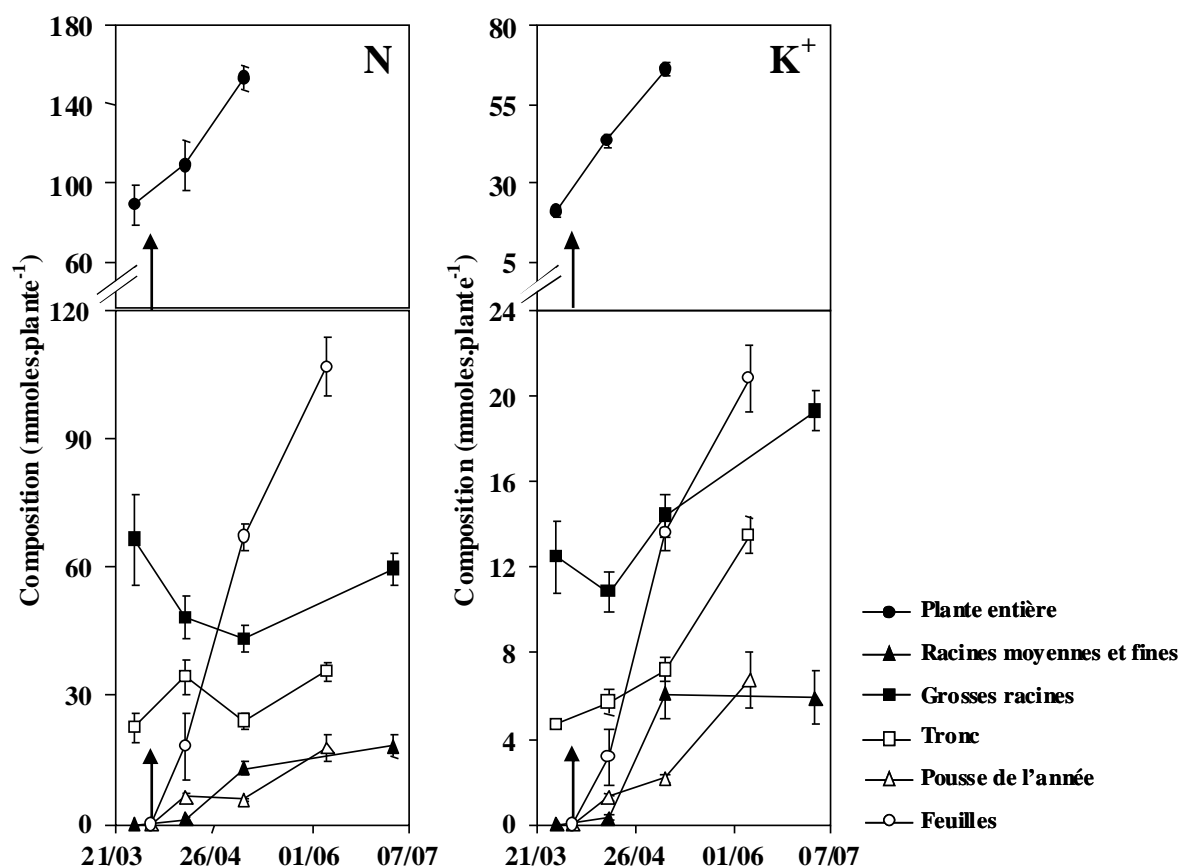 N
180
140
100
60
120
90
60
30
0
21/03 26/04 01/06 07/07
Composition (mmoles.plante-1)
K+
80
55
30
5
24
20
16
12
8
4
0
21/03 26/04 01/06 07/07
Composition (mmoles.plante-1)
Plante entière
Racines moyennes et fines
Grosses racines
Tronc
Pousse de l'année
Feuilles